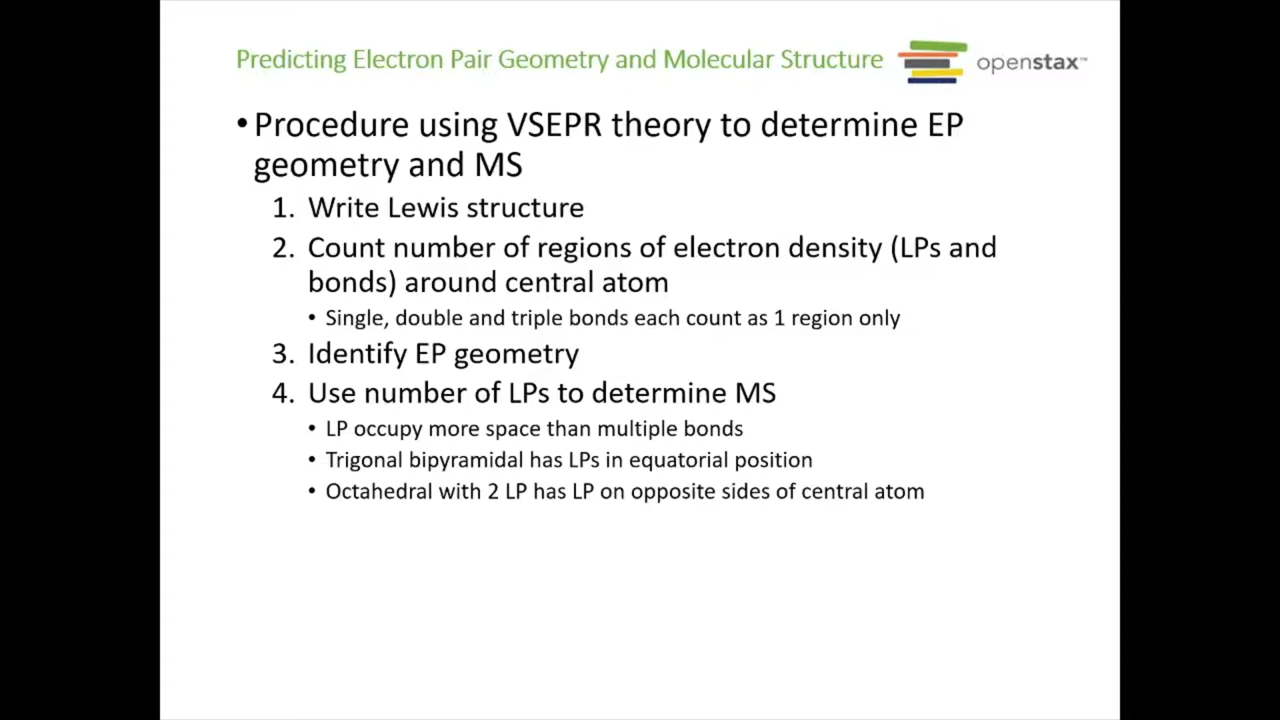 Predicting Electron Pair Geometry and Molecular Structure
openstax™
• Procedure using VSEPR theory to determine EP
geometry and MS
1. Write Lewis structure
2. Count number of regions of electron density (LPs and
bonds) around central atom
• Single, double and triple bonds each count as 1 region only
3. Identify EP geometry
4. Use number of LPs to determine MS
• LP occupy more space than multiple bonds
• Trigonal bipyramidal has LPs in equatorial position
• Octahedral with 2 LP has LP on opposite sides of central atom